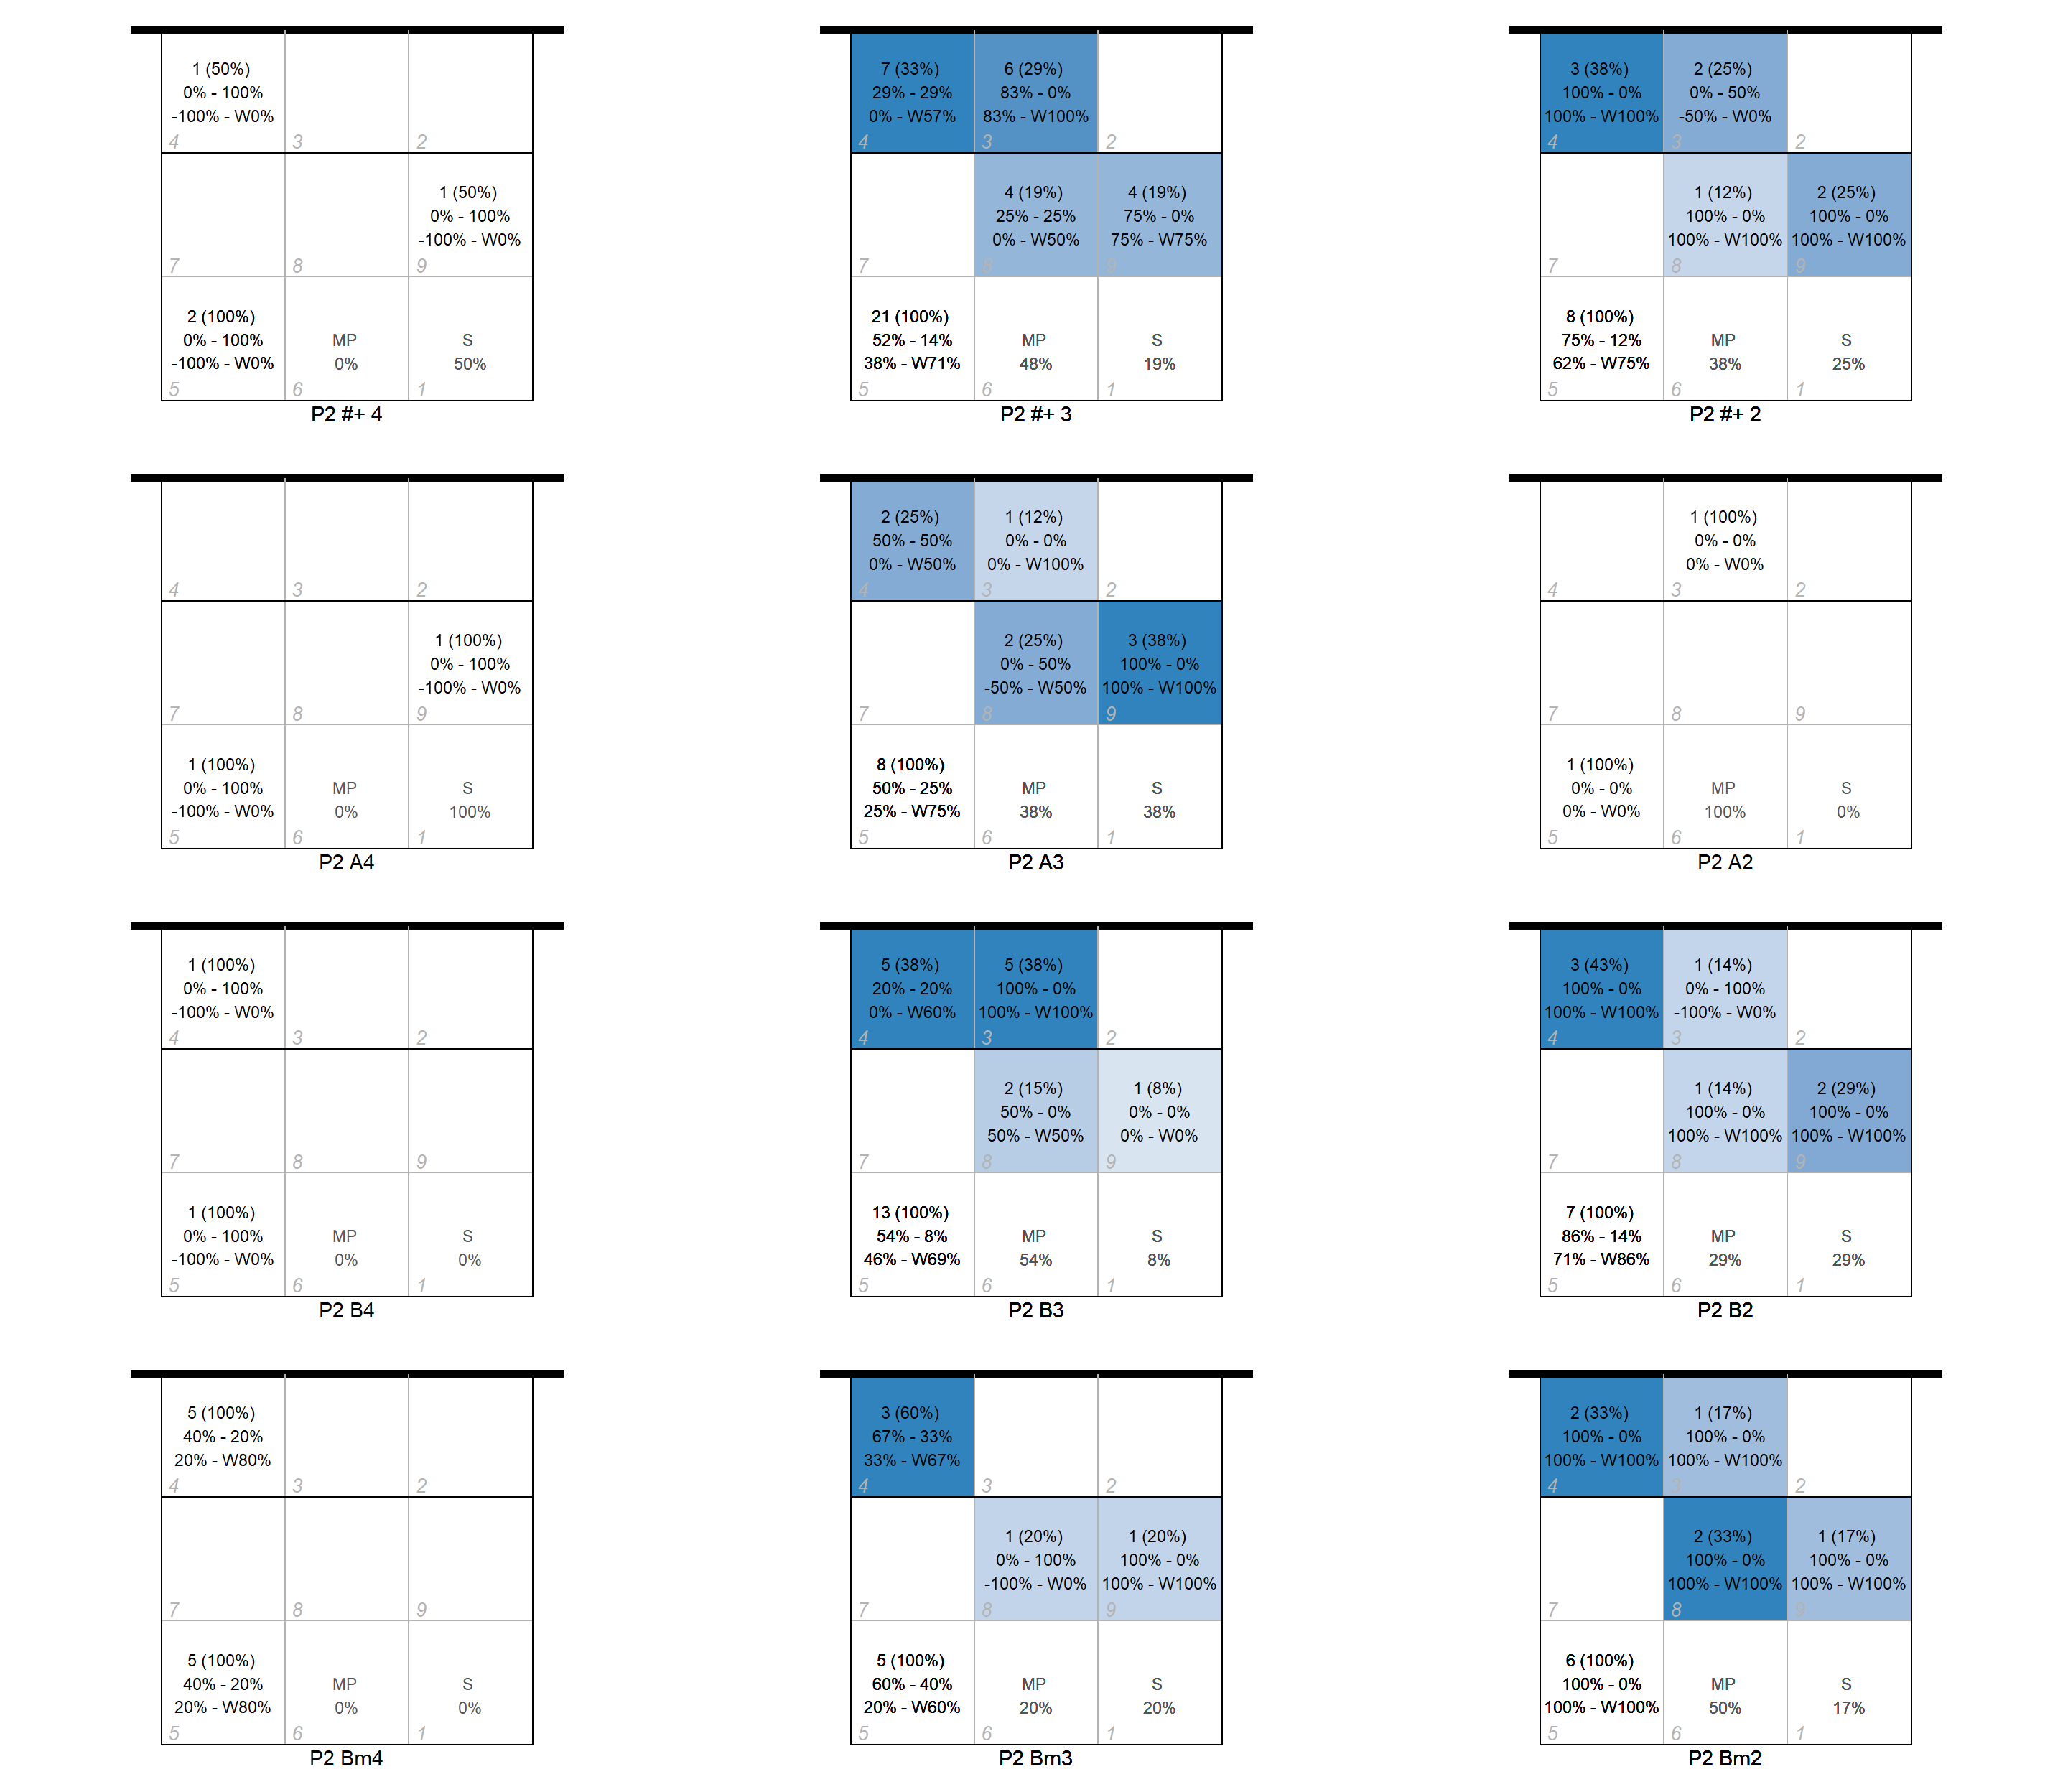 1 (50%)
0% - 100%
-100% - W0%
4
3
2
7
8
1 (50%)
0% - 100%
-100% - W0%
9
2 (100%)
0% - 100%
-100% - W0%
5
MP
0%
6
S
50%
1
P2 #+ 4
7 (33%)
29% - 29%
0% - W57%
4
6 (29%)
83% - 0%
83% - W100%
3
2
7
4 (19%)
25% - 25%
0% - W50%
8
4 (19%)
75% - 0%
75% - W75%
9
21 (100%)
52% - 14%
38% - W71%
5
MP
48%
6
S
19%
1
P2 #+ 3
3 (38%)
100% - 0%
100% - W100%
4
2 (25%)
0% - 50%
-50% - W0%
3
2
7
1 (12%)
100% - 0%
100% - W100%
8
2 (25%)
100% - 0%
100% - W100%
9
8 (100%)
75% - 12%
62% - W75%
5
MP
38%
6
S
25%
1
P2 #+ 2
4
3
2
7
8
1 (100%)
0% - 100%
-100% - W0%
9
1 (100%)
0% - 100%
-100% - W0%
5
MP
0%
6
S
100%
1
P2 A4
2 (25%)
50% - 50%
0% - W50%
4
1 (12%)
0% - 0%
0% - W100%
3
2
7
2 (25%)
0% - 50%
-50% - W50%
8
3 (38%)
100% - 0%
100% - W100%
9
8 (100%)
50% - 25%
25% - W75%
5
MP
38%
6
S
38%
1
P2 A3
4
1 (100%)
0% - 0%
0% - W0%
3
2
7
8
9
1 (100%)
0% - 0%
0% - W0%
5
MP
100%
6
S
0%
1
P2 A2
1 (100%)
0% - 100%
-100% - W0%
4
3
2
7
8
9
1 (100%)
0% - 100%
-100% - W0%
5
MP
0%
6
S
0%
1
P2 B4
5 (38%)
20% - 20%
0% - W60%
4
5 (38%)
100% - 0%
100% - W100%
3
2
7
2 (15%)
50% - 0%
50% - W50%
8
1 (8%)
0% - 0%
0% - W0%
9
13 (100%)
54% - 8%
46% - W69%
5
MP
54%
6
S
8%
1
P2 B3
3 (43%)
100% - 0%
100% - W100%
4
1 (14%)
0% - 100%
-100% - W0%
3
2
7
1 (14%)
100% - 0%
100% - W100%
8
2 (29%)
100% - 0%
100% - W100%
9
7 (100%)
86% - 14%
71% - W86%
5
MP
29%
6
S
29%
1
P2 B2
5 (100%)
40% - 20%
20% - W80%
4
3
2
7
8
9
5 (100%)
40% - 20%
20% - W80%
5
MP
0%
6
S
0%
1
P2 Bm4
3 (60%)
67% - 33%
33% - W67%
4
3
2
7
1 (20%)
0% - 100%
-100% - W0%
8
1 (20%)
100% - 0%
100% - W100%
9
5 (100%)
60% - 40%
20% - W60%
5
MP
20%
6
S
20%
1
P2 Bm3
2 (33%)
100% - 0%
100% - W100%
4
1 (17%)
100% - 0%
100% - W100%
3
2
7
2 (33%)
100% - 0%
100% - W100%
8
1 (17%)
100% - 0%
100% - W100%
9
6 (100%)
100% - 0%
100% - W100%
5
MP
50%
6
S
17%
1
P2 Bm2